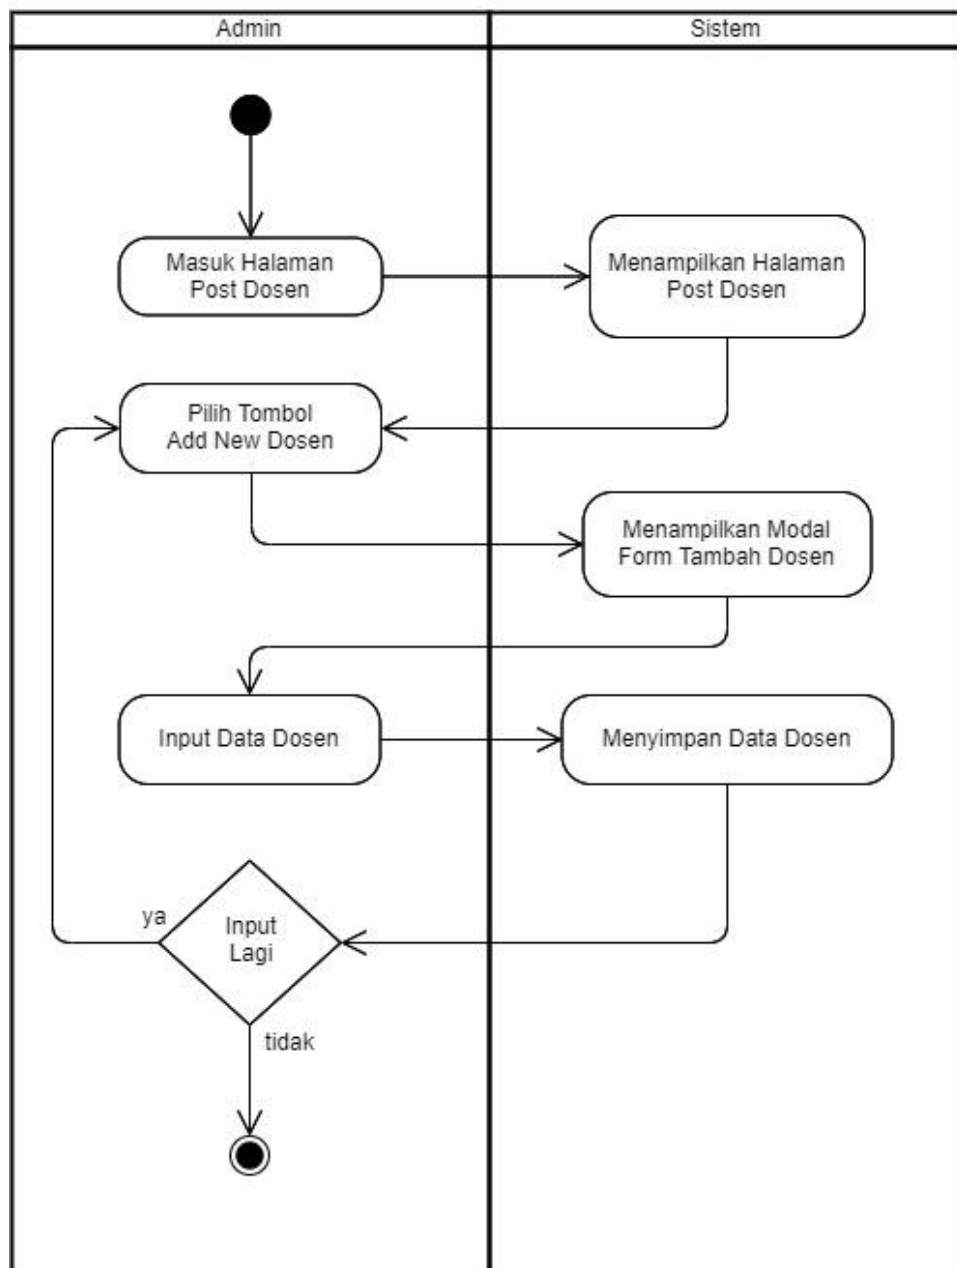 Admin
Sistem
Masuk Halaman
Post Dosen
Menampilkan Halaman
Post Dosen
Pilih Tombol
Add New Dosen
Menampilkan Modal
Form Tambah Dosen
Input Data Dosen
Menyimpan Data Dosen
ya
Input
Lagi
tidak